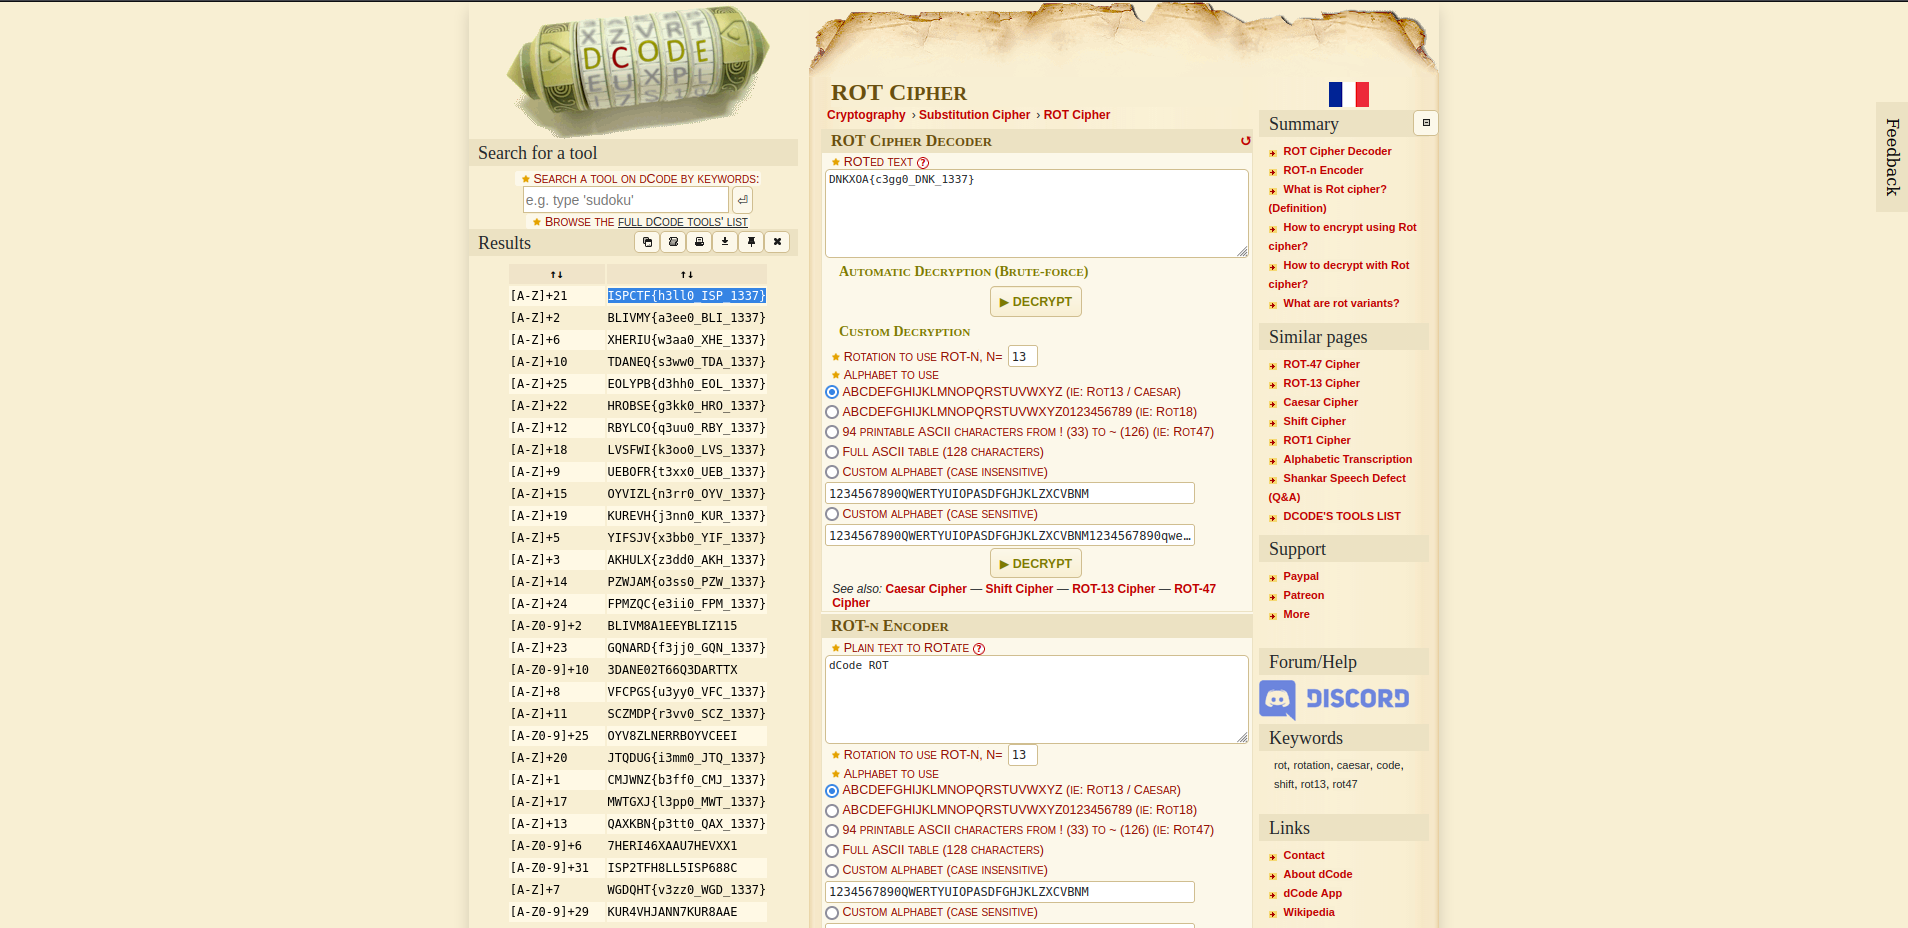 X Z V R T
D C O D E
E U X P L
I Z S 1 0
Search for a tool
★ Search a tool on dCode by keywords:
e.g. type 'sudoku'
★ Browse the full dCode tools' list
Results
↑↓ ↑↓
[A-Z]+21 ISPCTF{h3ll0_ISP_1337}
[A-Z]+2 BLIVMY{a3ee0_BLI_1337}
[A-Z]+6 XHERIU{w3aa0_XHE_1337}
[A-Z]+10 TDANEQ{s3ww0_TDA_1337}
[A-Z]+25 EOLYPB{d3hh0_EOL_1337}
[A-Z]+22 HROBSE{g3kk0_HRO_1337}
[A-Z]+12 RBYLCO{q3uu0_RBY_1337}
[A-Z]+18 LVSFWI{k3oo0_LVS_1337}
[A-Z]+9 UEBOFR{t3xx0_UEB_1337}
[A-Z]+15 OYVIZL{n3rr0_OYV_1337}
[A-Z]+19 KUREVH{j3nn0_KUR_1337}
[A-Z]+5 YIFSJV{x3bb0_YIF_1337}
[A-Z]+3 AKHULX{z3dd0_AKH_1337}
[A-Z]+14 PZWJAM{o3ss0_PZW_1337}
[A-Z]+24 FPMZQC{e3ii0_FPM_1337}
[A-Z0-9]+2 BLIVM8A1EEYBLIZ115
[A-Z]+23 GQNARD{f3jj0_GQN_1337}
[A-Z0-9]+10 3DANE02T66Q3DARTTX
[A-Z]+8 VFCPGS{u3yy0_VFC_1337}
[A-Z]+11 SCZMDP{r3vv0_SCZ_1337}
[A-Z0-9]+25 OYV8ZLNERRBOYVCEEI
[A-Z]+20 JTQDUG{i3mm0_JTQ_1337}
[A-Z]+1 CMJWNZ{b3ff0_CMJ_1337}
[A-Z]+17 MWTGXJ{l3pp0_MWT_1337}
[A-Z]+13 QAXKBN{p3tt0_QAX_1337}
[A-Z0-9]+6 7HERI46XAAU7HEVXX1
[A-Z0-9]+31 ISP2TFH8LL5ISP688C
[A-Z]+7 WGDQHT{v3zz0_WGD_1337}
[A-Z0-9]+29 KUR4VHJANN7KUR8AAE
ROT Cipher
Cryptography › Substitution Cipher › ROT Cipher
ROT Cipher Decoder
★ ROTed text ?
DNKXOA{c3gg0_DNK_1337}
Automatic Decryption (Brute-force)
▶ DECRYPT
Custom Decryption
★ Rotation to use ROT-N, N= 13
★ Alphabet to use
ABCDEFGHIJKLMNOPQRSTUVWXYZ (ie: Rot13 / Caesar)
ABCDEFGHIJKLMNOPQRSTUVWXYZ0123456789 (ie: Rot18)
94 printable ASCII characters from ! (33) to ~ (126) (ie: Rot47)
Full ASCII table (128 characters)
Custom alphabet (case insensitive)
1234567890QWERTYUIOPASDFGHJKLZXCVBNM
Custom alphabet (case sensitive)
1234567890QWERTYUIOPASDFGHJKLZXCVBNM1234567890qwe…
▶ DECRYPT
See also: Caesar Cipher — Shift Cipher — ROT-13 Cipher — ROT-47
Cipher
ROT-n Encoder
★ Plain text to ROTate ?
dCode ROT
★ Rotation to use ROT-N, N= 13
★ Alphabet to use
ABCDEFGHIJKLMNOPQRSTUVWXYZ (ie: Rot13 / Caesar)
ABCDEFGHIJKLMNOPQRSTUVWXYZ0123456789 (ie: Rot18)
94 printable ASCII characters from ! (33) to ~ (126) (ie: Rot47)
Full ASCII table (128 characters)
Custom alphabet (case insensitive)
1234567890QWERTYUIOPASDFGHJKLZXCVBNM
Custom alphabet (case sensitive)
Summary
ROT Cipher Decoder
ROT-n Encoder
What is Rot cipher?
(Definition)
How to encrypt using Rot
cipher?
How to decrypt with Rot
cipher?
What are rot variants?
Similar pages
ROT-47 Cipher
ROT-13 Cipher
Caesar Cipher
Shift Cipher
ROT1 Cipher
Alphabetic Transcription
Shankar Speech Defect
(Q&A)
DCODE'S TOOLS LIST
Support
Paypal
Patreon
More
Forum/Help
DISCORD
Keywords
rot, rotation, caesar, code,
shift, rot13, rot47
Links
Contact
About dCode
dCode App
Wikipedia
Feedback